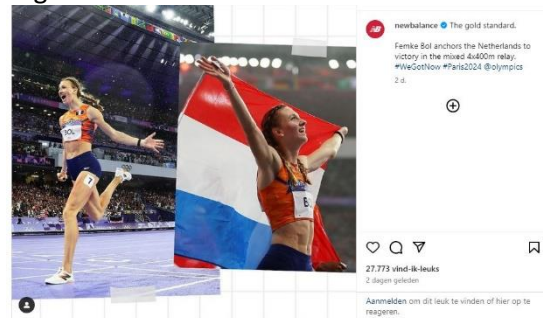 BOL
newbalance The gold standard.
Femke Bol anchors the Netherlands to
victory in the mixed 4x400m relay.
#WeGotNow #Paris2024 @olympics
2 d.
27.773 vind-ik-leuks
2 dagen geleden
Aanmelden om dit leuk te vinden of hier op te
reageren.